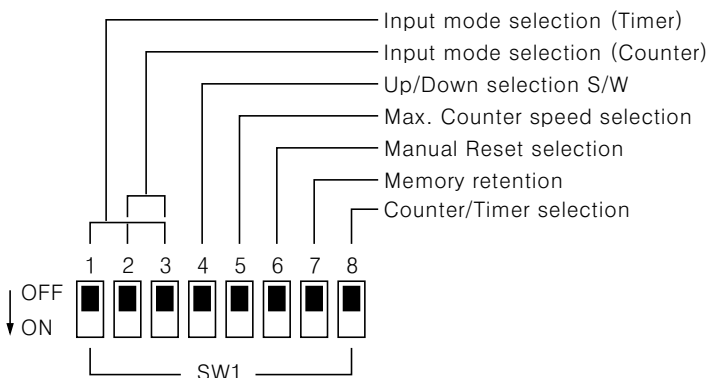 Input mode selection (Timer)
Input mode selection (Counter)
Up/Down selection S/W
Max. Counter speed selection
Manual Reset selection
Memory retention
Counter/Timer selection
1 2 3 4 5 6 7 8
OFF
ON
SW1